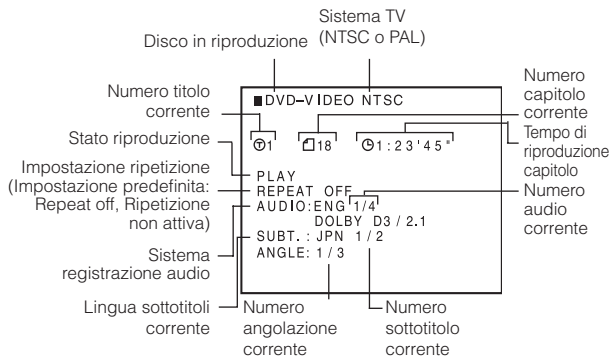 Sistema TV
(NTSC o PAL)
Disco in riproduzione
Numero titolo
corrente
Stato riproduzione
Impostazione ripetizione
(Impostazione predefinita:
Repeat off, Ripetizione
non attiva)
Sistema
registrazione audio
Lingua sottotitoli
corrente
■DVD–VIDEO NTSC
Ⓣ1 18 1:23'45"
PLAY
REPEAT OFF
AUDIO:ENG 1/4
DOLBY D3/2.1
SUBT.: JPN 1/2
ANGLE: 1/3
Numero
capitolo
corrente
Tempo di
riproduzione
capitolo
Numero
audio
corrente
Numero
angolazione
corrente
Numero
sottotitolo
corrente